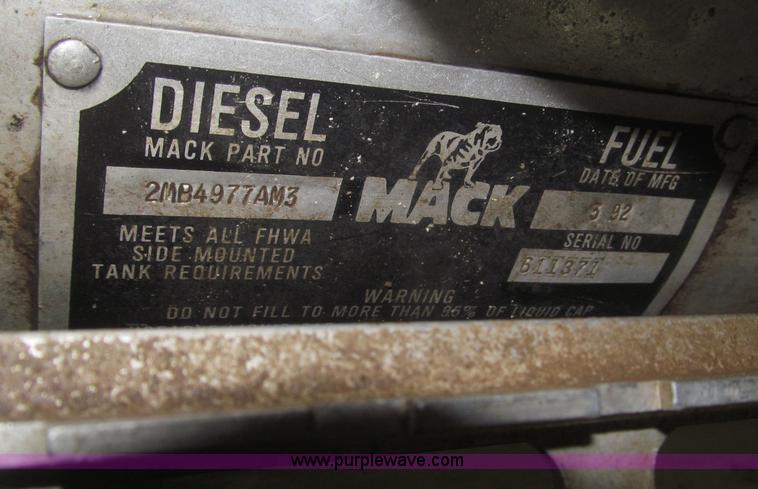 DIESEL
FUEL
MACK PART NO
DATE OF MFG
2MB4977AM3
MACK
3 92
MEETS ALL FHWA
SIDE MOUNTED
TANK REQUIREMENTS
SERIAL NO
611371
WARNING
DO NOT FILL TO MORE THAN 95% OF LIQUID CAP
www.purplewave.com